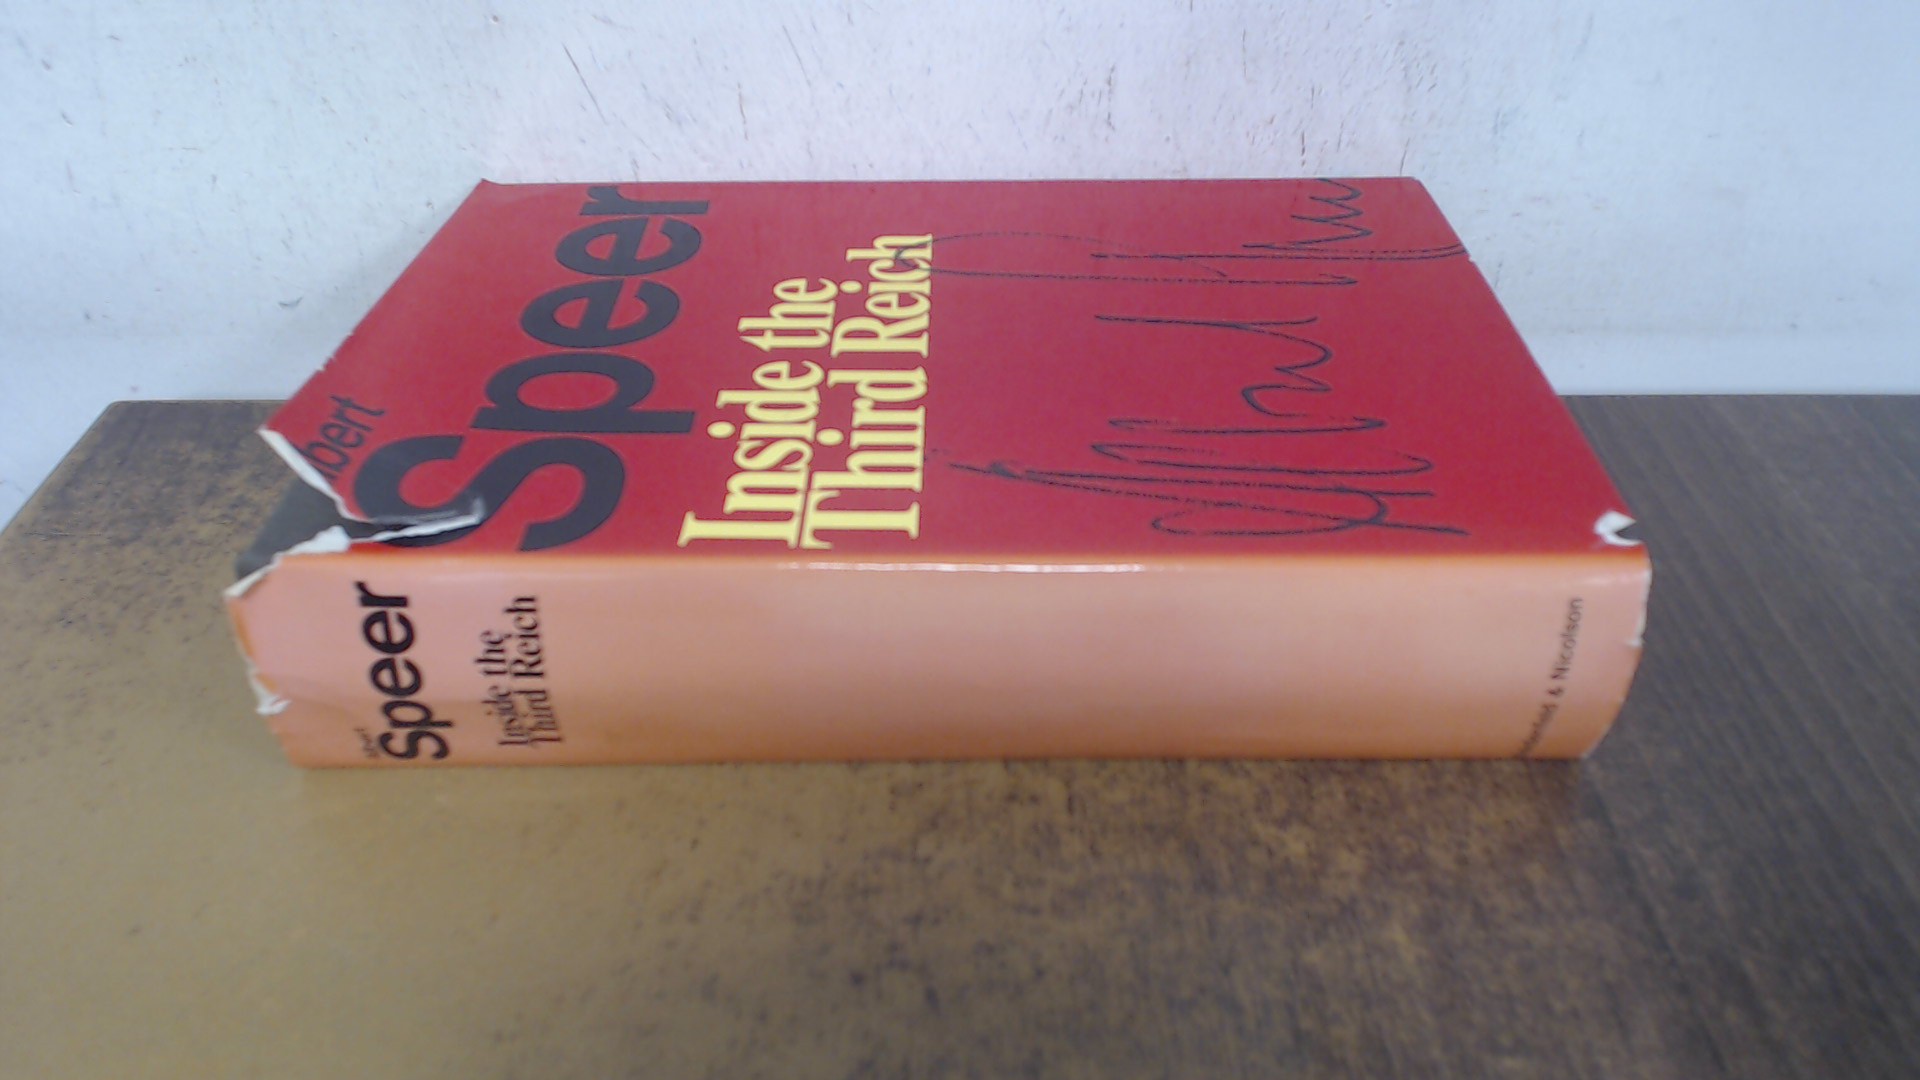 Speer
Inside the
Third Reich
Speer
Inside the
Third Reich
& Nicolson